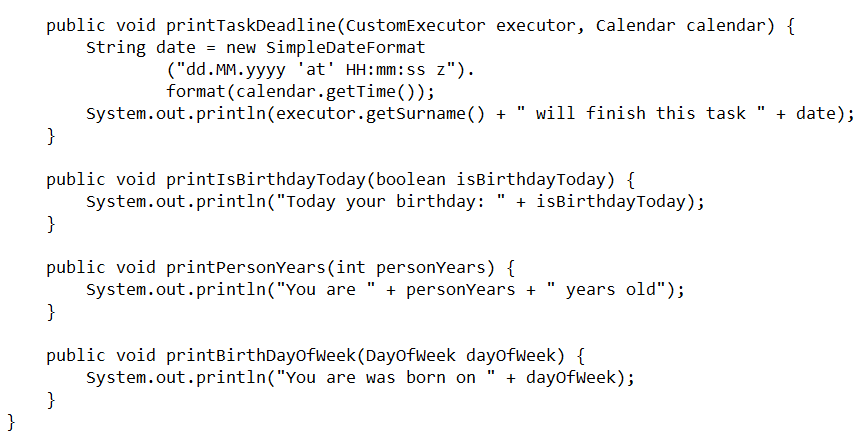 public void printTaskDeadline(CustomExecutor executor, Calendar calendar) {
String date = new SimpleDateFormat
("dd.MM.yyyy 'at' HH:mm:ss z").
format(calendar.getTime());
System.out.println(executor.getSurname() + " will finish this task " + date);
}
public void printIsBirthdayToday(boolean isBirthdayToday) {
System.out.println("Today your birthday: " + isBirthdayToday);
}
public void printPersonYears(int personYears) {
System.out.println("You are " + personYears + " years old");
}
public void printBirthDayOfWeek(DayOfWeek dayOfWeek) {
System.out.println("You are was born on " + dayOfWeek);
}
}